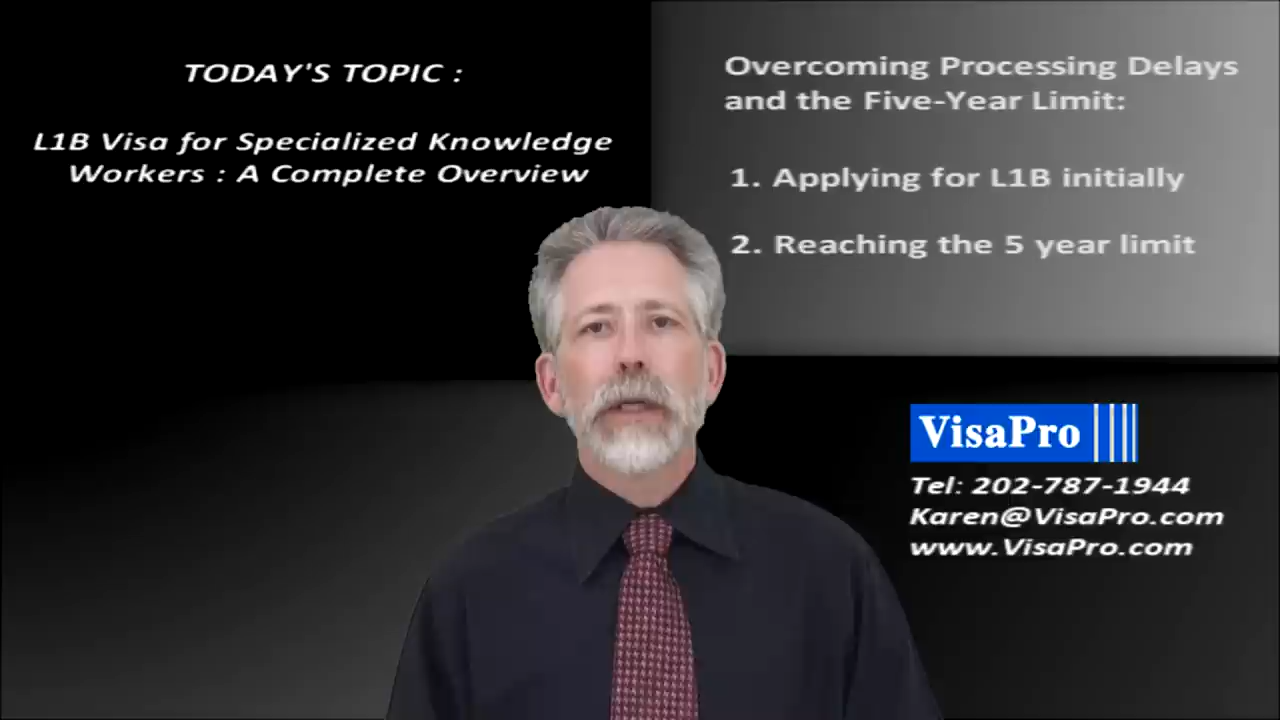 TODAY'S TOPIC :
L1B Visa for Specialized Knowledge
Workers : A Complete Overview
Overcoming Processing Delays
and the Five-Year Limit:
1. Applying for L1B initially
2. Reaching the 5 year limit
VisaPro
Tel: 202-787-1944
Karen@VisaPro.com
www.VisaPro.com